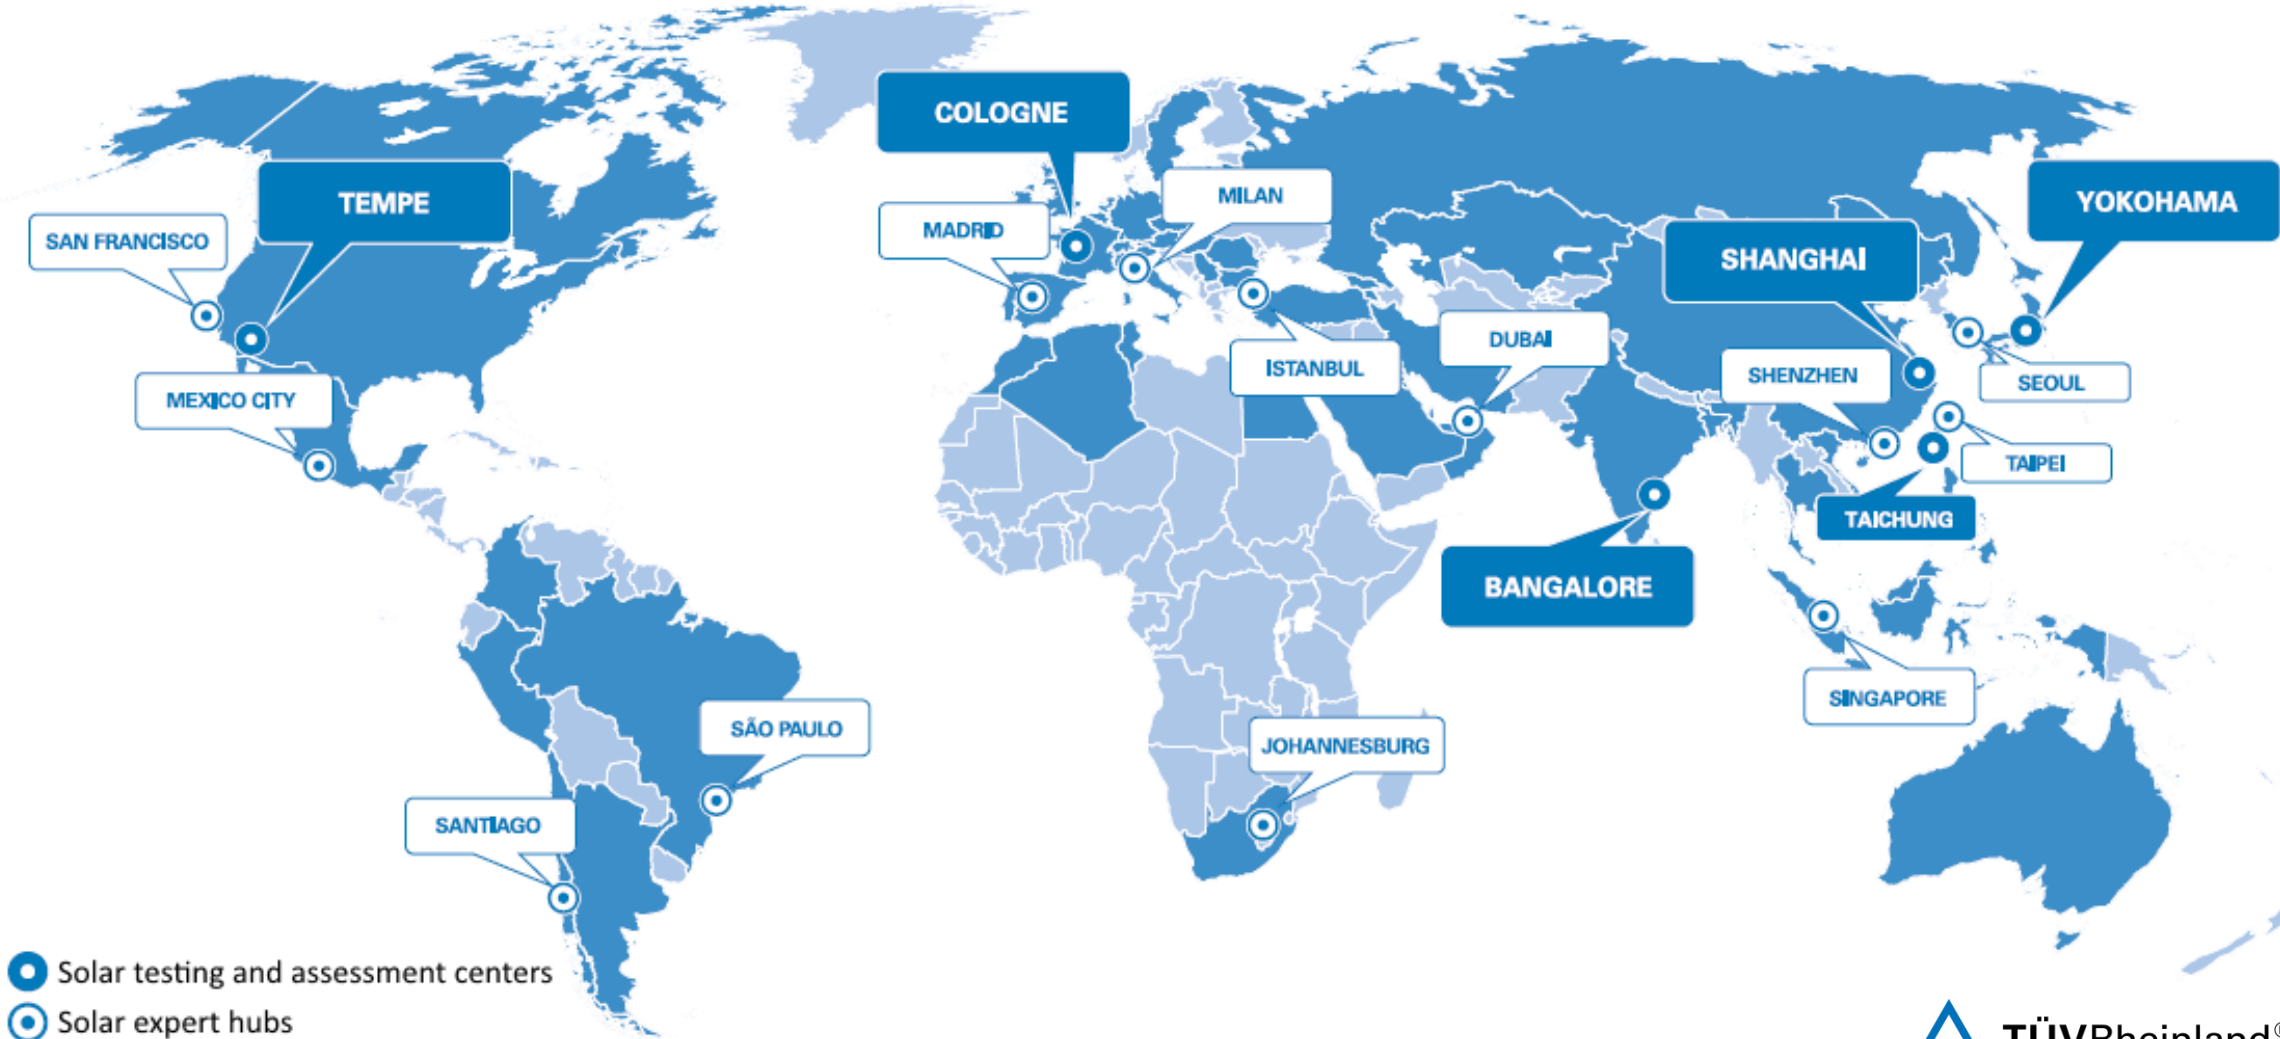 COLOGNE
TEMPE
YOKOHAMA
MILAN
MADRID
SAN FRANCISCO
SHANGHAI
DUBAI
ISTANBUL
SHENZHEN
SEOUL
MEXICO CITY
TAIPEI
TAICHUNG
BANGALORE
SINGAPORE
SÃO PAULO
JOHANNESBURG
SANTIAGO
Solar testing and assessment centers
Solar expert hubs
TÜVRheinland®